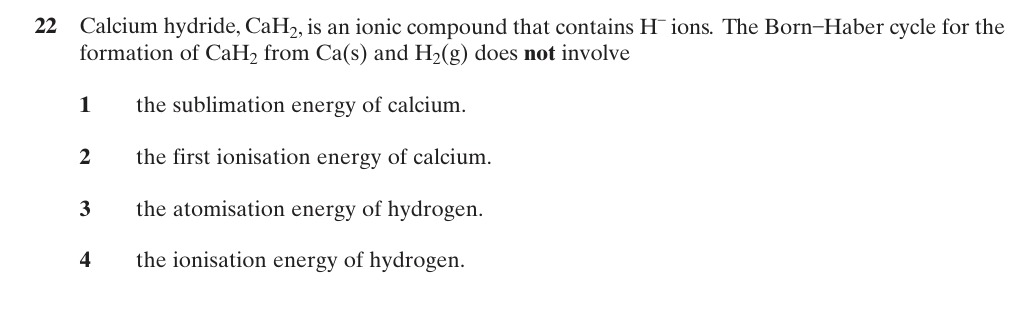 22 Calcium hydride, CaH₂, is an ionic compound that contains H⁻ ions. The Born–Haber cycle for the
formation of CaH₂ from Ca(s) and H₂(g) does not involve
1 the sublimation energy of calcium.
2 the first ionisation energy of calcium.
3 the atomisation energy of hydrogen.
4 the ionisation energy of hydrogen.